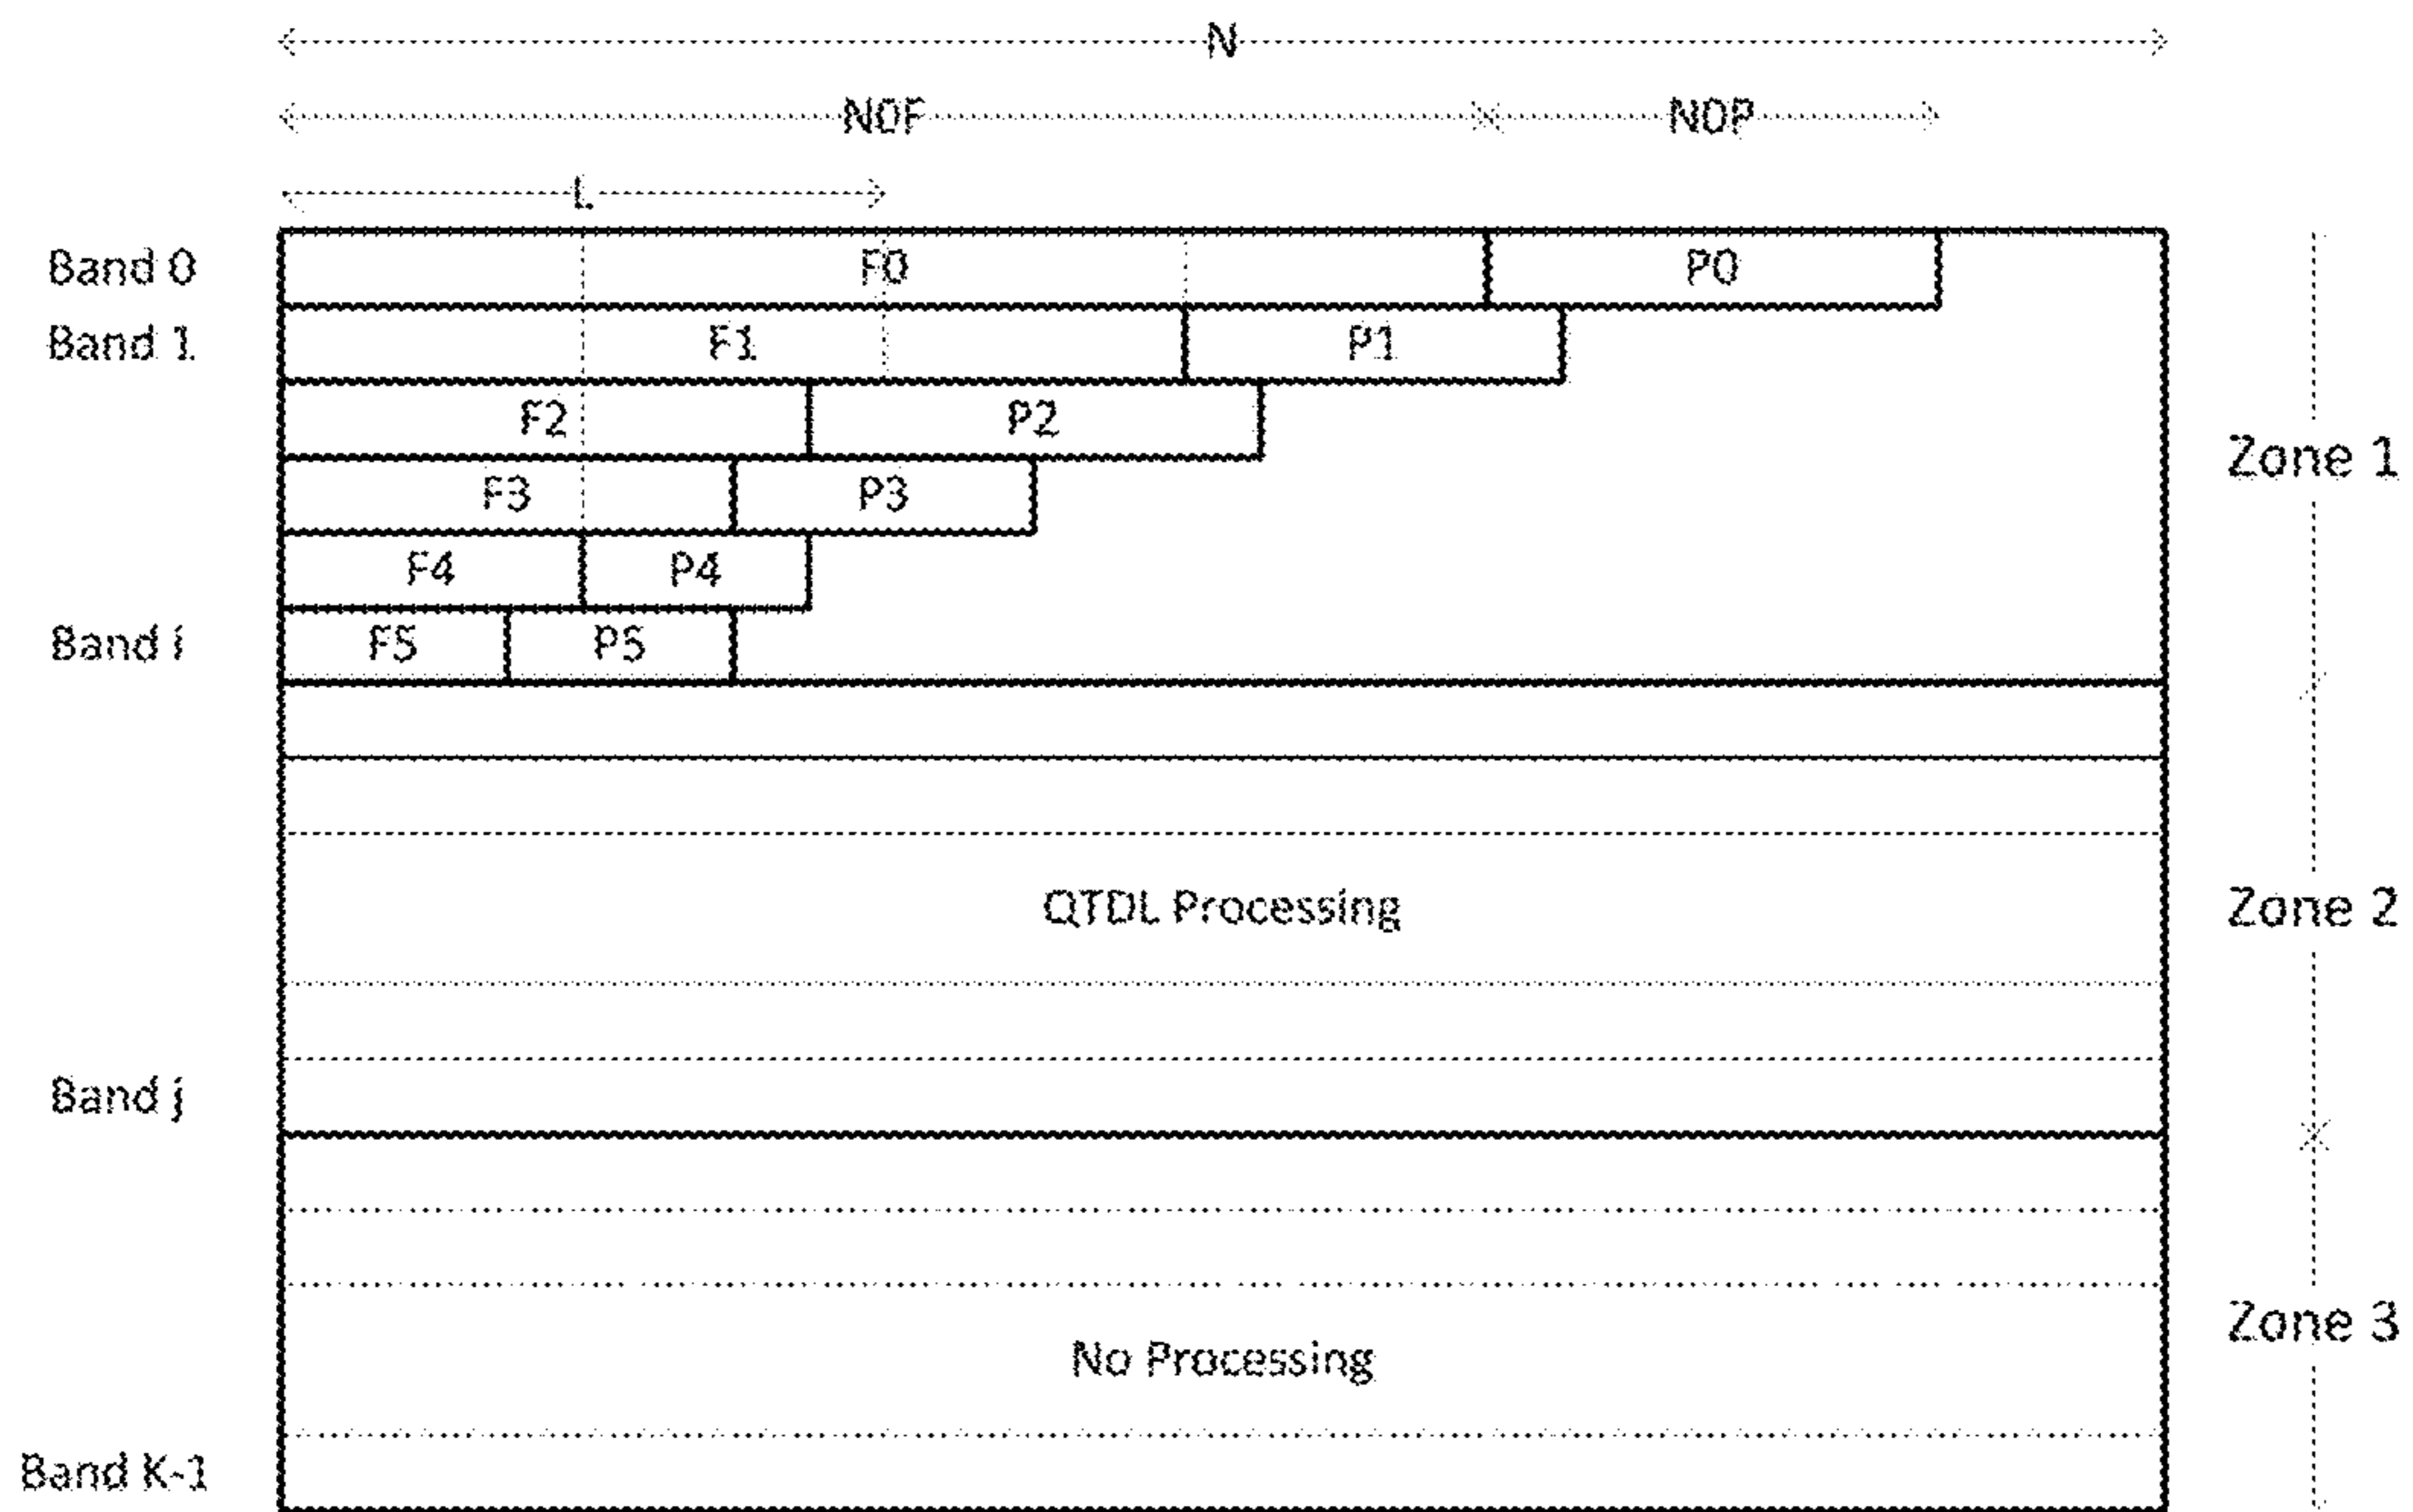 N
NOF NOP
L
Band 0 F0 P0
Band 1 F1 P1
F2 P2
F3 P3 Zone 1
F4 P4
Band i F5 P5
QTDL Processing Zone 2
Band j
Zone 3
No Processing
Band K-1